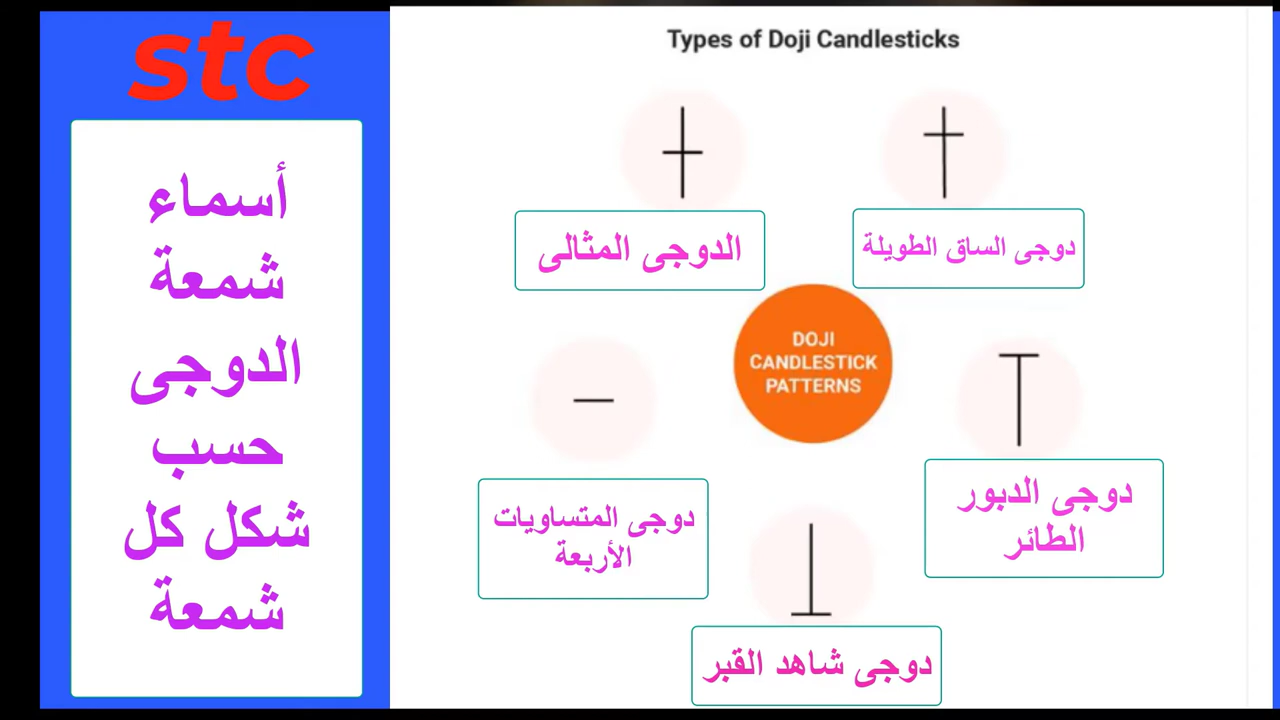 stc
أسماء
شمعة
الدوجى
حسب
شكل كل
شمعة
Types of Doji Candlesticks
الدوجى المثالى
دوجى الساق الطويلة
DOJI
CANDLESTICK
PATTERNS
دوجى المتساويات
الأربعة
دوجى الدبور
الطائر
دوجى شاهد القبر